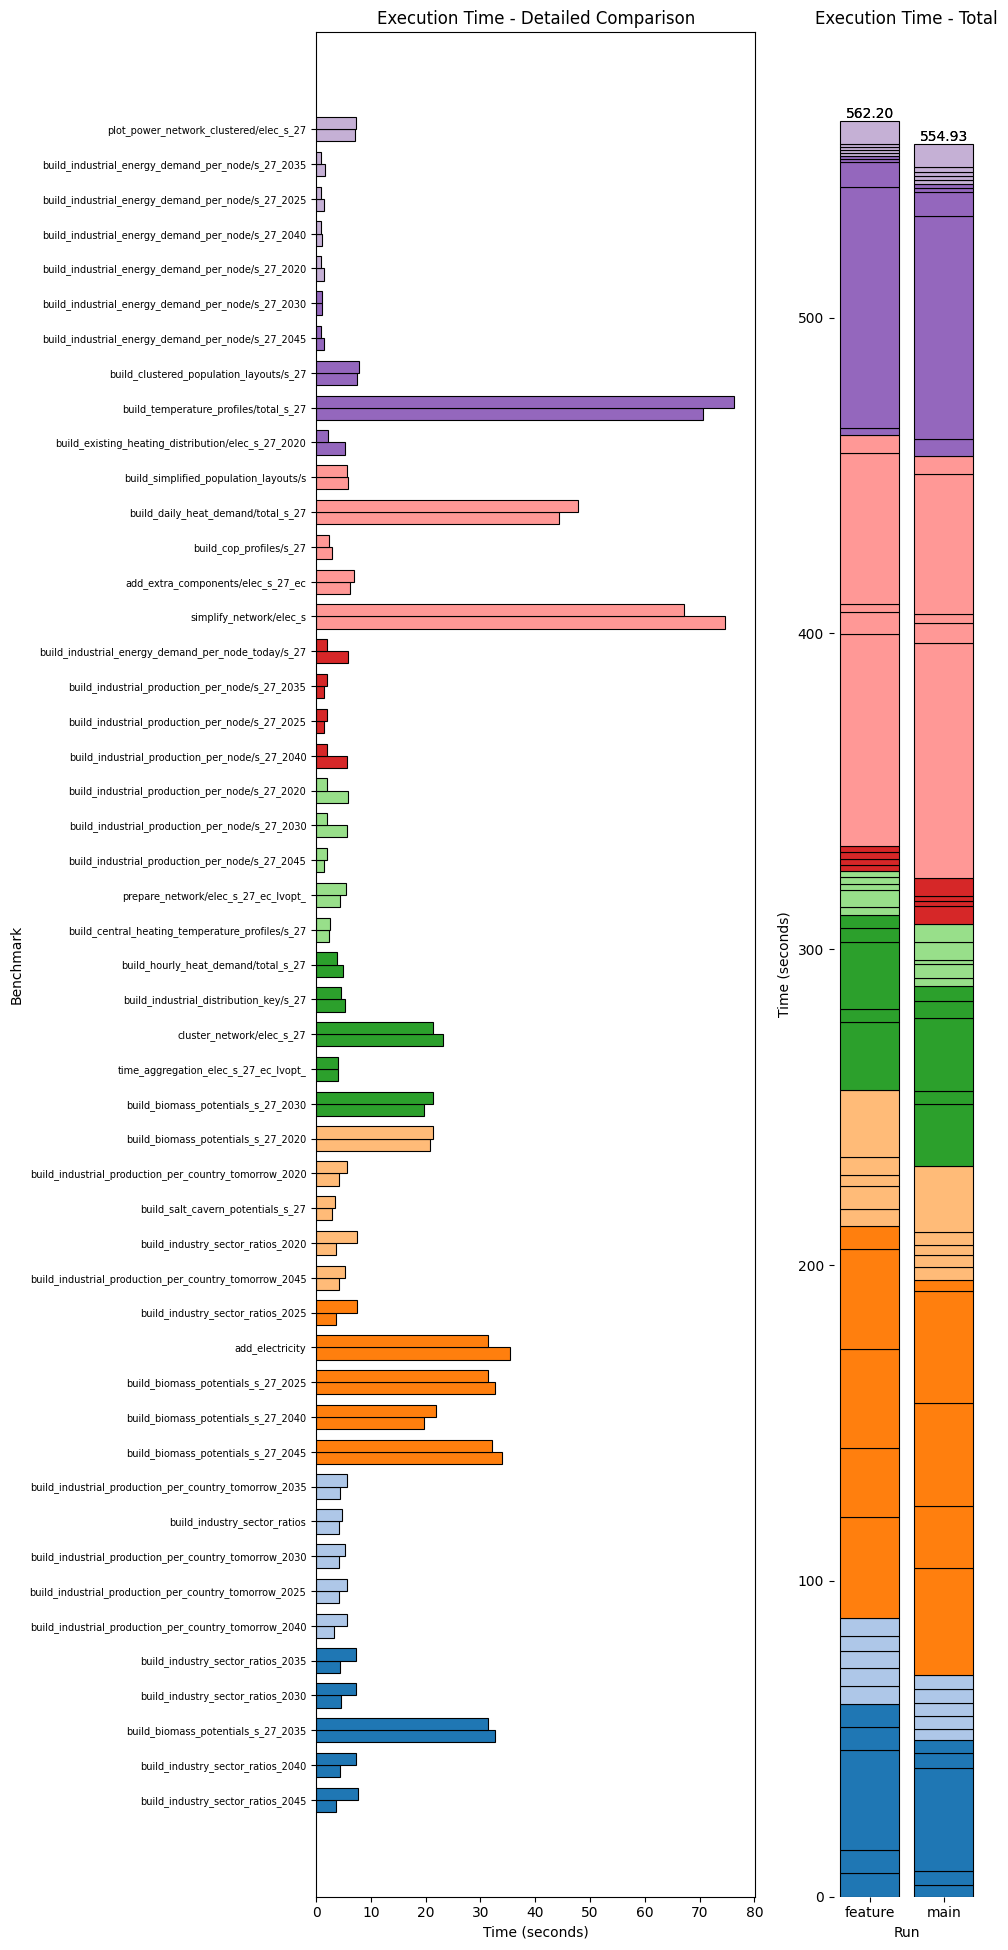 Execution Time - Detailed Comparison
Execution Time - Total
Benchmark
plot_power_network_clustered/elec_s_27
build_industrial_energy_demand_per_node/s_27_2035
build_industrial_energy_demand_per_node/s_27_2025
build_industrial_energy_demand_per_node/s_27_2040
build_industrial_energy_demand_per_node/s_27_2020
build_industrial_energy_demand_per_node/s_27_2030
build_industrial_energy_demand_per_node/s_27_2045
build_clustered_population_layouts/s_27
build_temperature_profiles/total_s_27
build_existing_heating_distribution/elec_s_27_2020
build_simplified_population_layouts/s
build_daily_heat_demand/total_s_27
build_cop_profiles/s_27
add_extra_components/elec_s_27_ec
simplify_network/elec_s
build_industrial_energy_demand_per_node_today/s_27
build_industrial_production_per_node/s_27_2035
build_industrial_production_per_node/s_27_2025
build_industrial_production_per_node/s_27_2040
build_industrial_production_per_node/s_27_2020
build_industrial_production_per_node/s_27_2030
build_industrial_production_per_node/s_27_2045
prepare_network/elec_s_27_ec_lvopt_
build_central_heating_temperature_profiles/s_27
build_hourly_heat_demand/total_s_27
build_industrial_distribution_key/s_27
cluster_network/elec_s_27
time_aggregation_elec_s_27_ec_lvopt_
build_biomass_potentials_s_27_2030
build_biomass_potentials_s_27_2020
build_industrial_production_per_country_tomorrow_2020
build_salt_cavern_potentials_s_27
build_industry_sector_ratios_2020
build_industrial_production_per_country_tomorrow_2045
build_industry_sector_ratios_2025
add_electricity
build_biomass_potentials_s_27_2025
build_biomass_potentials_s_27_2040
build_biomass_potentials_s_27_2045
build_industrial_production_per_country_tomorrow_2035
build_industry_sector_ratios
build_industrial_production_per_country_tomorrow_2030
build_industrial_production_per_country_tomorrow_2025
build_industrial_production_per_country_tomorrow_2040
build_industry_sector_ratios_2035
build_industry_sector_ratios_2030
build_biomass_potentials_s_27_2035
build_industry_sector_ratios_2040
build_industry_sector_ratios_2045
0 10 20 30 40 50 60 70 80
Time (seconds)
Time (seconds)
562.20
554.93
500
400
300
200
100
0
feature main
Run